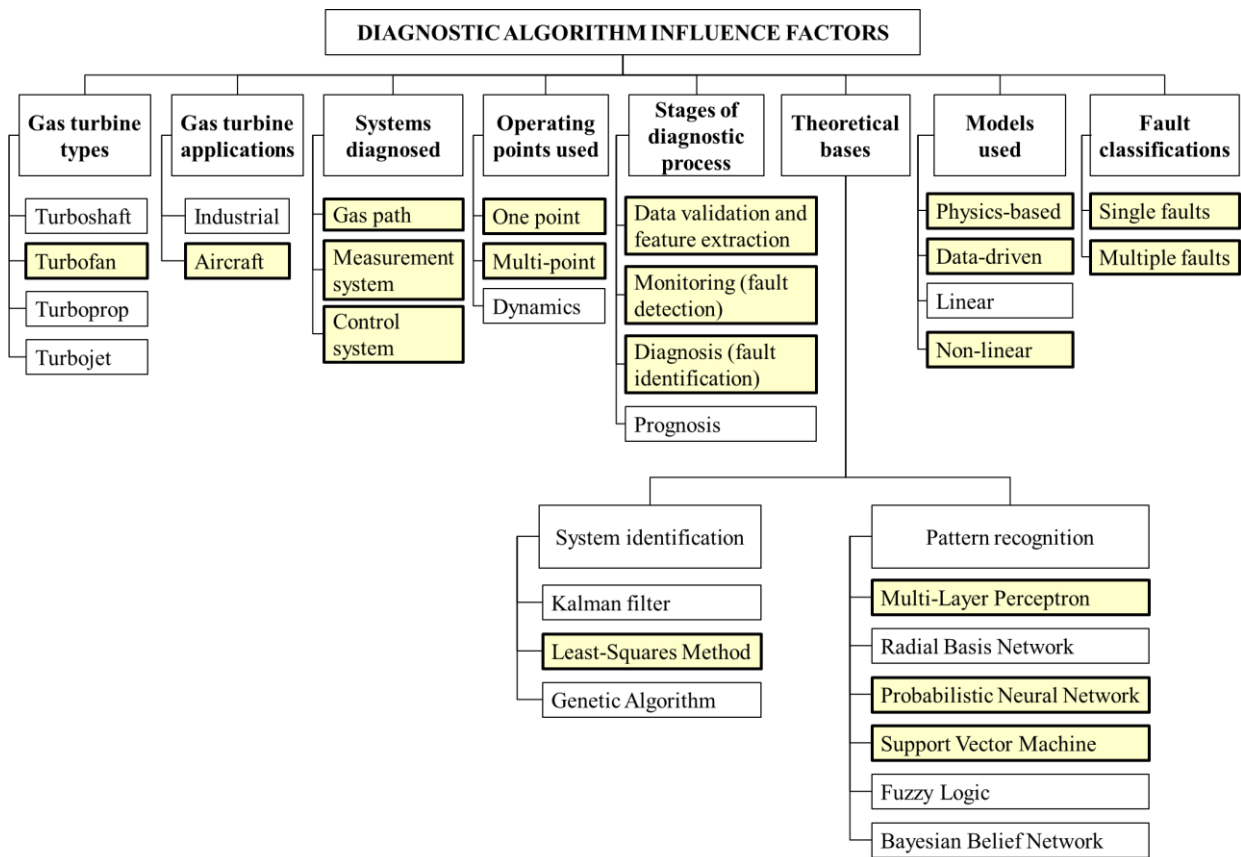 DIAGNOSTIC ALGORITHM INFLUENCE FACTORS
Gas turbine
types
Turboshaft
Turbofan
Turboprop
Turbojet
Gas turbine
applications
Industrial
Aircraft
Systems
diagnosed
Gas path
Measurement
system
Control
system
Operating
points used
One point
Multi-point
Dynamics
Stages of
diagnostic
process
Data validation and
feature extraction
Monitoring (fault
detection)
Diagnosis (fault
identification)
Prognosis
Theoretical
bases
System identification
Kalman filter
Least-Squares Method
Genetic Algorithm
Pattern recognition
Multi-Layer Perceptron
Radial Basis Network
Probabilistic Neural Network
Support Vector Machine
Fuzzy Logic
Bayesian Belief Network
Models
used
Physics-based
Data-driven
Linear
Non-linear
Fault
classifications
Single faults
Multiple faults